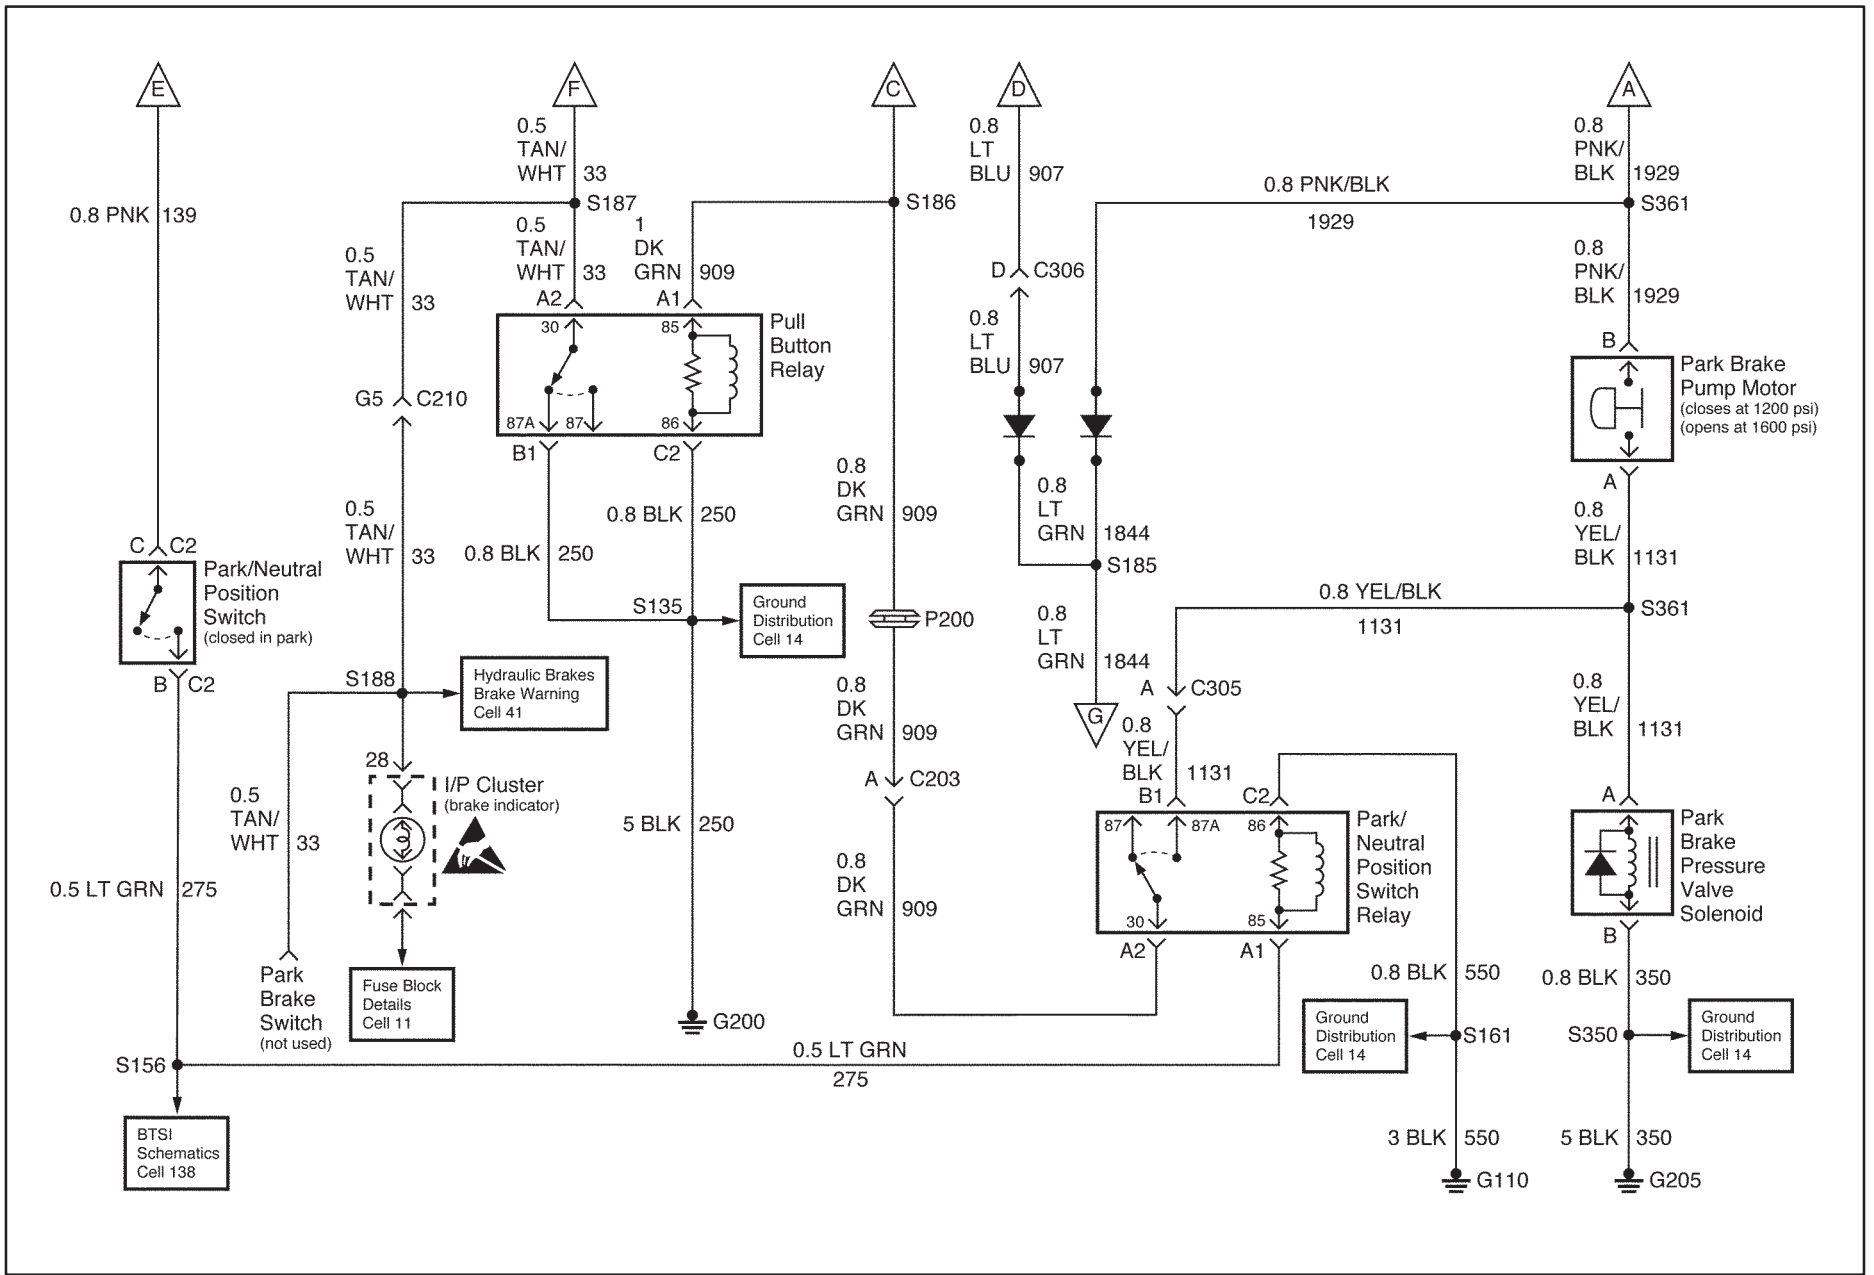 E
F
C
D
A
0.8 PNK
139
0.5
TAN/
WHT
33
S187
0.5
TAN/
WHT
33
0.5
TAN/
WHT
33
1
DK
GRN
909
S186
A2
A1
30
85
87A
87
86
Pull
Button
Relay
B1
C2
G5
C210
0.5
TAN/
WHT
33
0.8 BLK
250
0.8 BLK
250
S135
Ground
Distribution
Cell 14
5 BLK
250
G200
C
C2
Park/Neutral
Position
Switch
(closed in park)
B
C2
0.5 LT GRN
275
S188
Hydraulic Brakes
Brake Warning
Cell 41
28
I/P Cluster
(brake indicator)
0.5
TAN/
WHT
33
Park
Brake
Switch
(not used)
Fuse Block
Details
Cell 11
S156
BTSI
Schematics
Cell 138
0.5 LT GRN
275
0.8
DK
GRN
909
P200
0.8
DK
GRN
909
A
C203
0.8
DK
GRN
909
0.8
LT
BLU
907
D
C306
0.8
LT
BLU
907
0.8
LT
GRN
1844
S185
0.8
LT
GRN
1844
G
0.8 PNK/BLK
1929
0.8
PNK/
BLK
1929
S361
0.8
PNK/
BLK
1929
B
Park Brake
Pump Motor
(closes at 1200 psi)
(opens at 1600 psi)
A
0.8
YEL/
BLK
1131
0.8 YEL/BLK
1131
S361
A
C305
0.8
YEL/
BLK
1131
B1
C2
87
87A
86
30
85
Park/
Neutral
Position
Switch
Relay
A2
A1
0.8
YEL/
BLK
1131
A
Park
Brake
Pressure
Valve
Solenoid
B
0.8 BLK
550
0.8 BLK
350
Ground
Distribution
Cell 14
S161
S350
Ground
Distribution
Cell 14
3 BLK
550
G110
5 BLK
350
G205